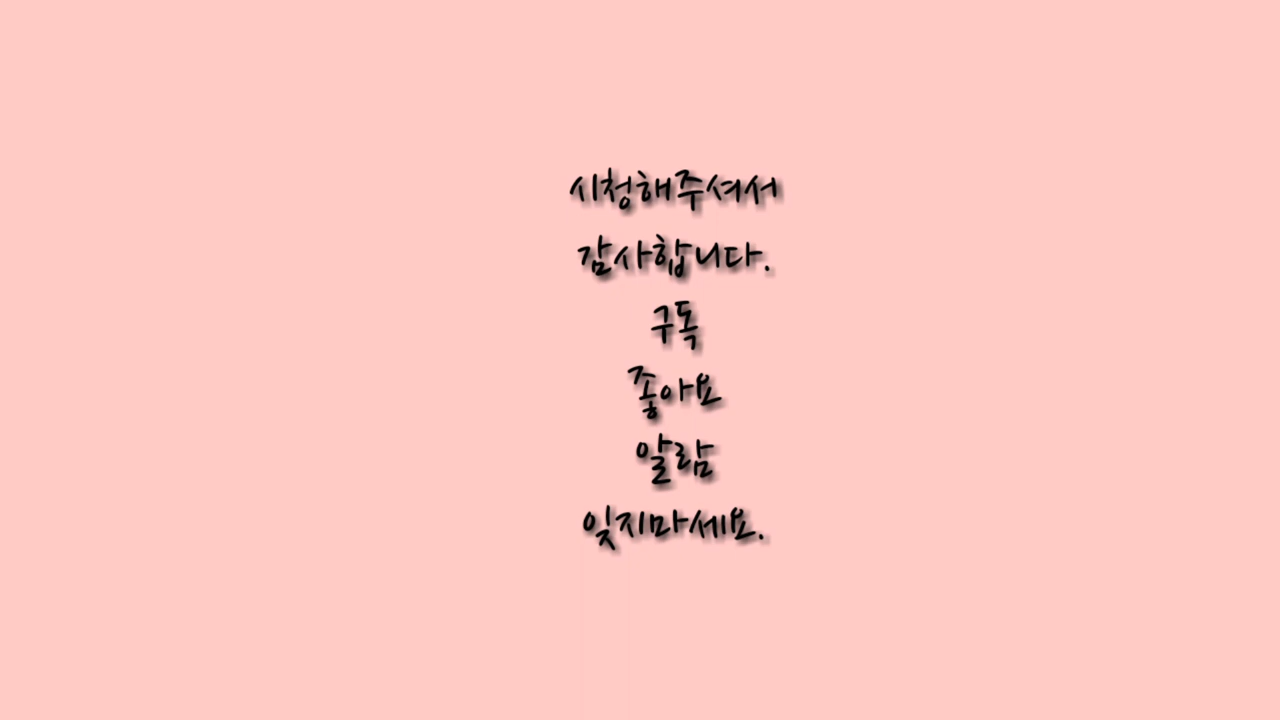 시청해주셔서
감사합니다.
구독
좋아요
알람
잊지마세요.